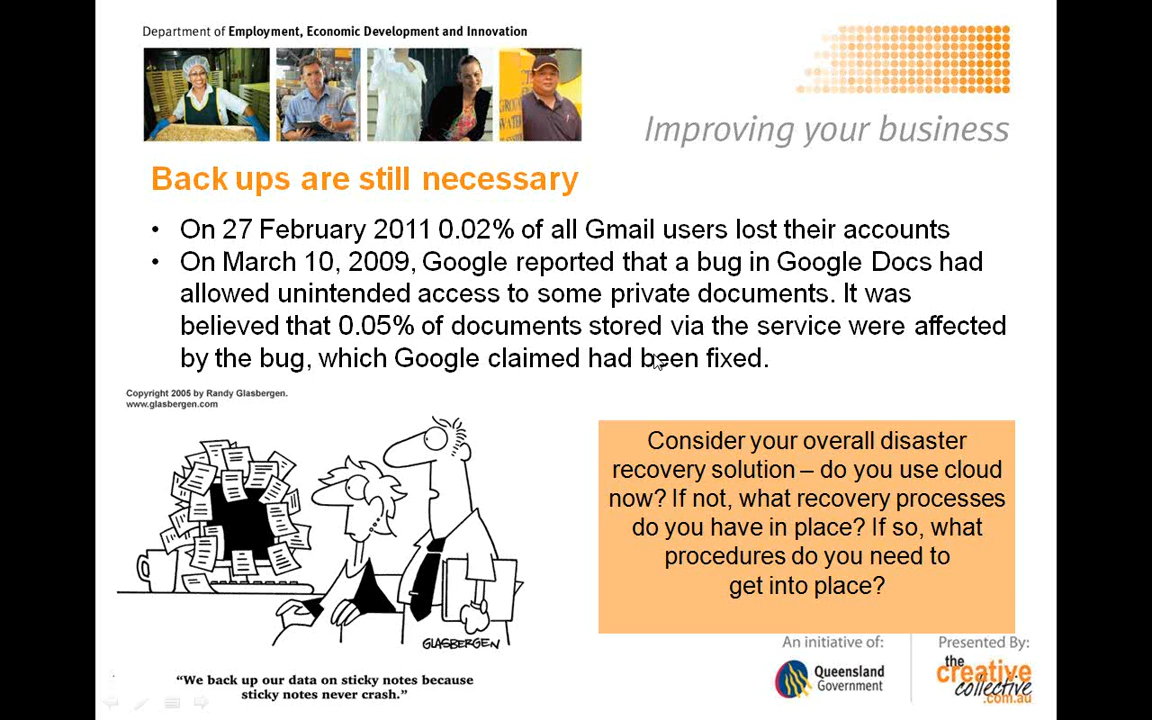 Department of Employment, Economic Development and Innovation
Improving your business
Back ups are still necessary
• On 27 February 2011 0.02% of all Gmail users lost their accounts
• On March 10, 2009, Google reported that a bug in Google Docs had
allowed unintended access to some private documents. It was
believed that 0.05% of documents stored via the service were affected
by the bug, which Google claimed had been fixed.
Copyright 2005 by Randy Glasbergen.
www.glasbergen.com
GLASBERGEN
"We back up our data on sticky notes because
sticky notes never crash."
Consider your overall disaster
recovery solution – do you use cloud
now? If not, what recovery processes
do you have in place? If so, what
procedures do you need to
get into place?
An initiative of:
Queensland
Government
Presented By:
the
creative
collective
.com.au